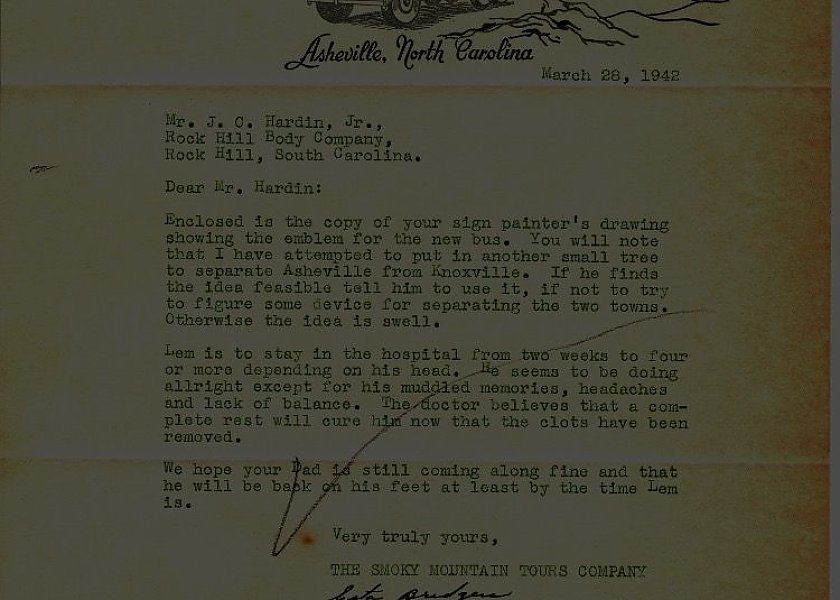 Asheville, North Carolina
March 28, 1942
Mr. J. C. Hardin, Jr.,
Rock Hill Body Company,
Rock Hill, South Carolina.
Dear Mr. Hardin:
Enclosed is the copy of your sign painter's drawing
showing the emblem for the new bus. You will note
that I have attempted to put in another small tree
to separate Asheville from Knoxville. If he finds
the idea feasible tell him to use it, if not to try
to figure some device for separating the two towns.
Otherwise the idea is swell.
Lem is to stay in the hospital from two weeks to four
or more depending on his head. He seems to be doing
allright except for his muddled memories, headaches
and lack of balance. The doctor believes that a com-
plete rest will cure him now that the clots have been
removed.
We hope your Dad is still coming along fine and that
he will be back on his feet at least by the time Lem
is.
Very truly yours,
THE SMOKY MOUNTAIN TOURS COMPANY